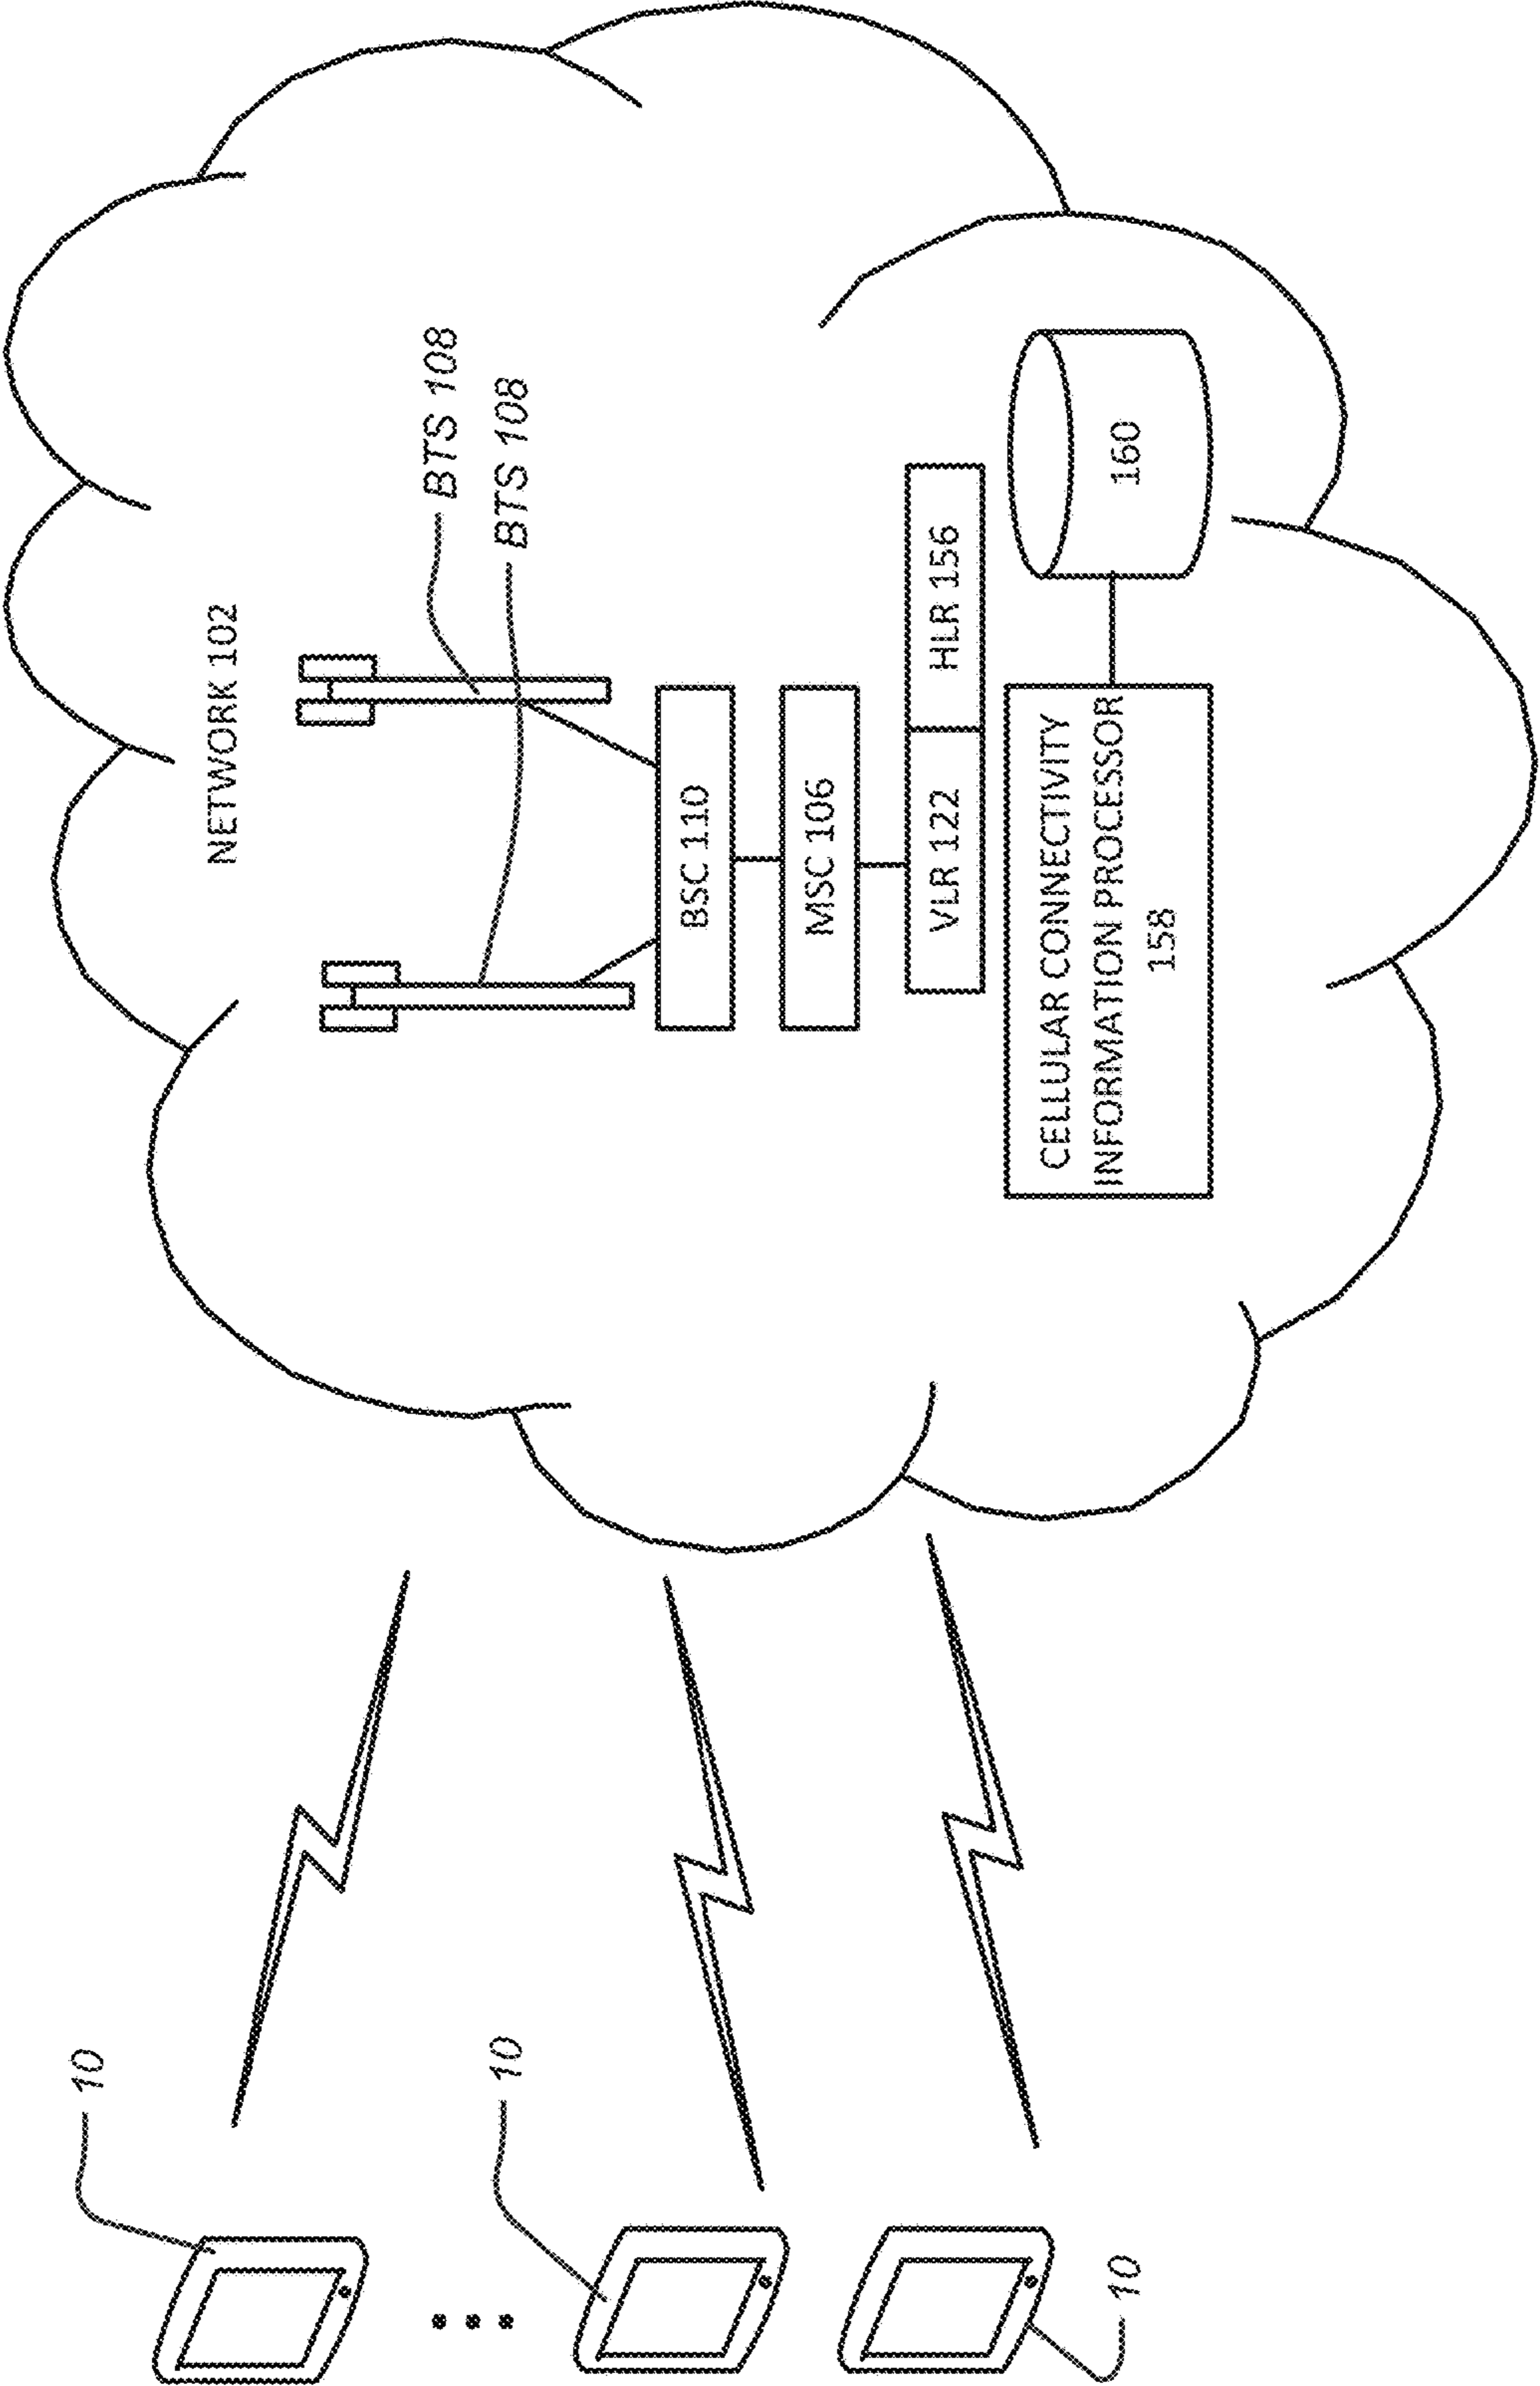 NETWORK 102
BTS 108
BTS 108
BSC 110
MSC 106
VLR 122
HLR 156
CELLULAR CONNECTIVITY
INFORMATION PROCESSOR
158
160
10
10
10